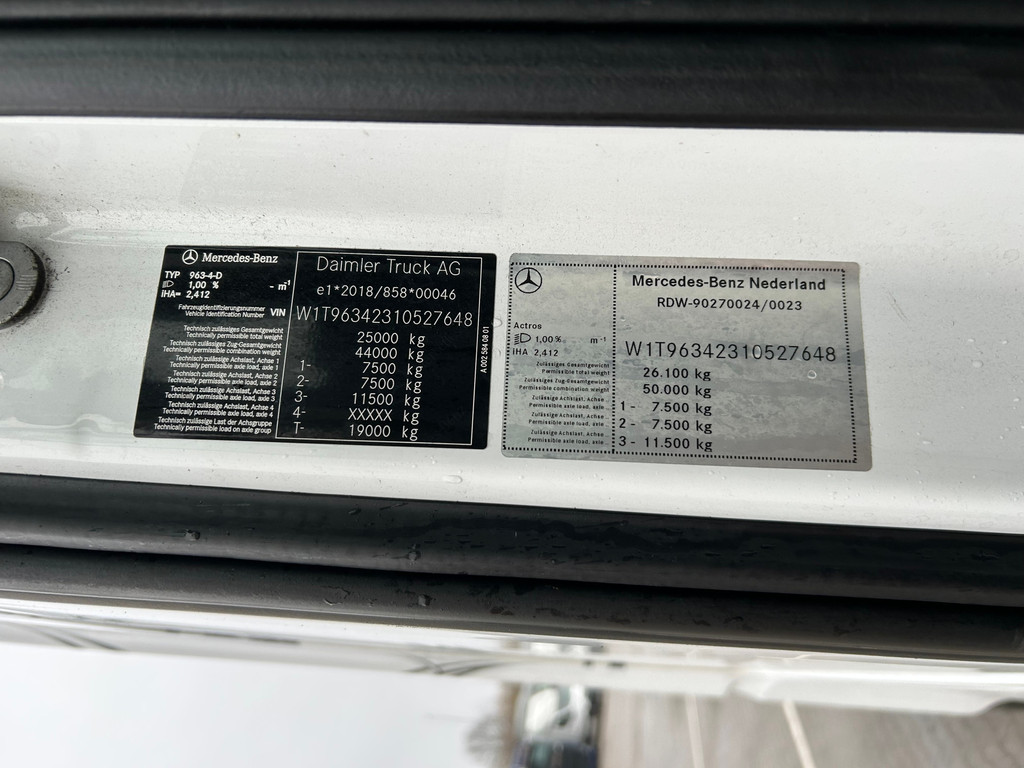 Mercedes-Benz
TYP 963-4-D
1,00 % - m-1
IHA= 2,412
Fahrzeugidentifizierungsnummer
Vehicle Identification Number VIN
Technisch zulässiges Gesamtgewicht
Technically permissible total weight
Technisch zulässiges Zug-Gesamtgewicht
Technically permissible combination weight
Technisch zulässige Achslast, Achse 1
Technically permissible axle load, axle 1
Technisch zulässige Achslast, Achse 2
Technically permissible axle load, axle 2
Technisch zulässige Achslast, Achse 3
Technically permissible axle load, axle 3
Technisch zulässige Achslast, Achse 4
Technically permissible axle load, axle 4
Technisch zulässige Last der Achsgruppe
Technically permissible load on axle group
Daimler Truck AG
e1*2018/858*00046
W1T96342310527648
25000 kg
44000 kg
1- 7500 kg
2- 7500 kg
3- 11500 kg
4- XXXXX kg
T- 19000 kg
A 002 584 08 01
Mercedes-Benz Nederland
RDW-90270024/0023
Actros
1,00% m-1
IHA 2,412
Zulässiges Gesamtgewicht
Permissible total weight
Zulässiges Zug-Gesamtgewicht
Permissible combination weight
Zulässige Achslast, Achse
Permissible axle load, axle
Zulässige Achslast, Achse
Permissible axle load, axle
Zulässige Achslast, Achse
Permissible axle load, axle
W1T96342310527648
26.100 kg
50.000 kg
1 - 7.500 kg
2 - 7.500 kg
3 - 11.500 kg